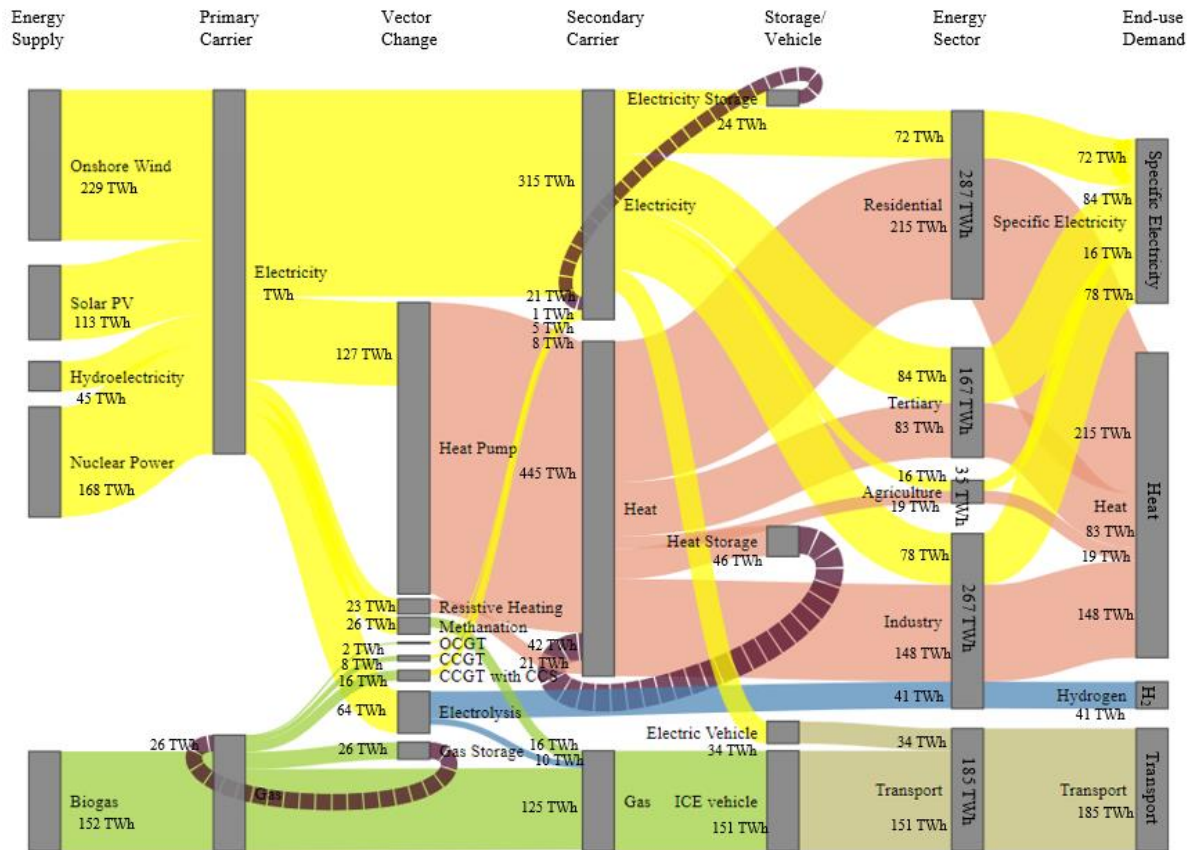 Energy
Supply
Primary
Carrier
Vector
Change
Secondary
Carrier
Storage/
Vehicle
Energy
Sector
End-use
Demand
Onshore Wind
229 TWh
Solar PV
113 TWh
Hydroelectricity
45 TWh
Nuclear Power
168 TWh
Biogas
152 TWh
Electricity
TWh
26 TWh
Gas
127 TWh
Heat Pump
23 TWh
Resistive Heating
26 TWh
Methanation
2 TWh
OCGT
8 TWh
CCGT
16 TWh
CCGT with CCS
64 TWh
Electrolysis
26 TWh
Gas Storage
315 TWh
Electricity
21 TWh
1 TWh
5 TWh
8 TWh
445 TWh
Heat
42 TWh
21 TWh
16 TWh
10 TWh
125 TWh
Gas
Electricity Storage
24 TWh
Heat Storage
46 TWh
Electric Vehicle
34 TWh
ICE vehicle
151 TWh
72 TWh
Residential
215 TWh
287 TWh
84 TWh
Tertiary
83 TWh
167 TWh
16 TWh
Agriculture
19 TWh
35 TWh
78 TWh
Industry
148 TWh
41 TWh
267 TWh
34 TWh
Transport
151 TWh
185 TWh
72 TWh
84 TWh
Specific Electricity
16 TWh
78 TWh
Specific Electricity
215 TWh
Heat
83 TWh
19 TWh
148 TWh
Heat
Hydrogen
41 TWh
H2
Transport
185 TWh
Transport